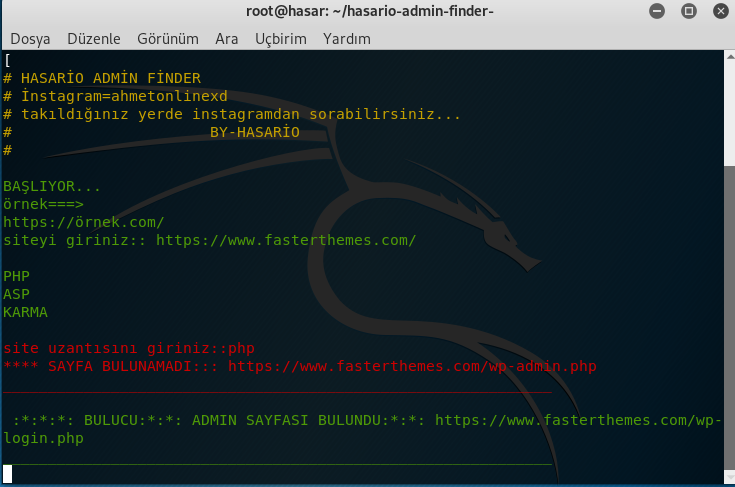 root@hasar: ~/hasario-admin-finder-
Dosya Düzenle Görünüm Ara Uçbirim Yardım
[
# HASARİO ADMİN FİNDER
# İnstagram=ahmetonlinexd
# takıldığınız yerde instagramdan sorabilirsiniz...
# BY-HASARİO
#
BAŞLIYOR...
örnek===>
https://örnek.com/
siteyi giriniz:: https://www.fasterthemes.com/
PHP
ASP
KARMA
site uzantısını giriniz::php
**** SAYFA BULUNAMADI::: https://www.fasterthemes.com/wp-admin.php
:*:*:*: BULUCU:*:*: ADMIN SAYFASI BULUNDU:*:*: https://www.fasterthemes.com/wp-
login.php